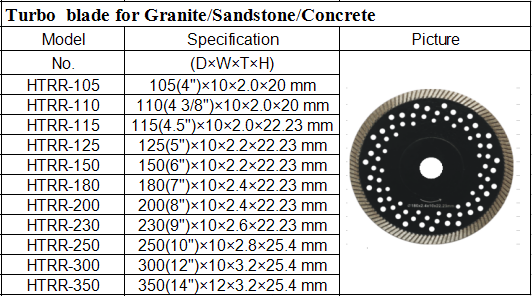 Turbo blade for Granite/Sandstone/Concrete
Model Specification Picture
No. (D×W×T×H)
HTRR-105 105(4")×10×2.0×20 mm
HTRR-110 110(4 3/8")×10×2.0×20 mm
HTRR-115 115(4.5")×10×2.0×22.23 mm
HTRR-125 125(5")×10×2.2×22.23 mm
HTRR-150 150(6")×10×2.2×22.23 mm
HTRR-180 180(7")×10×2.4×22.23 mm
HTRR-200 200(8")×10×2.4×22.23 mm
HTRR-230 230(9")×10×2.6×22.23 mm
HTRR-250 250(10")×10×2.8×25.4 mm
HTRR-300 300(12")×10×3.2×25.4 mm
HTRR-350 350(14")×12×3.2×25.4 mm